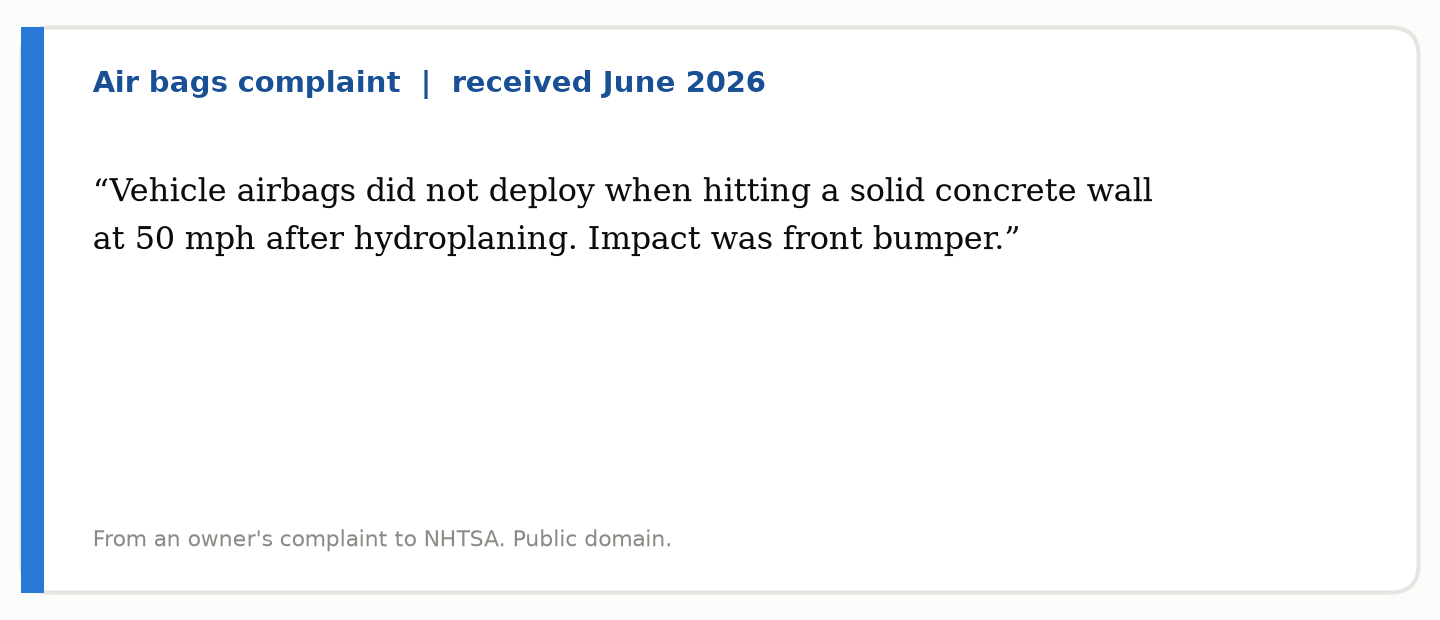 Air bags complaint | received June 2026
“Vehicle airbags did not deploy when hitting a solid concrete wall
at 50 mph after hydroplaning. Impact was front bumper.”
From an owner's complaint to NHTSA. Public domain.